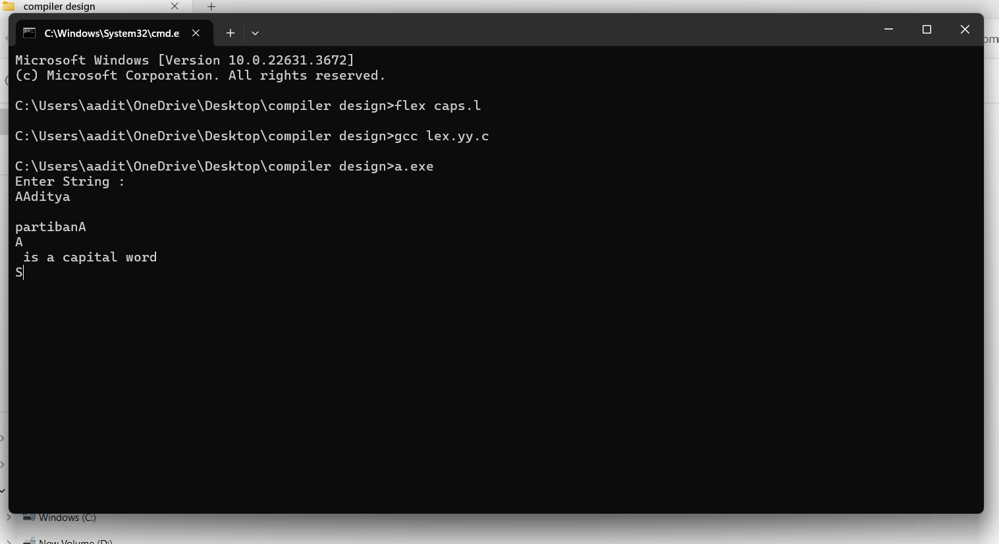 compiler design
C:\Windows\System32\cmd.e
Microsoft Windows [Version 10.0.22631.3672]
(c) Microsoft Corporation. All rights reserved.
C:\Users\aadit\OneDrive\Desktop\compiler design>flex caps.l
C:\Users\aadit\OneDrive\Desktop\compiler design>gcc lex.yy.c
C:\Users\aadit\OneDrive\Desktop\compiler design>a.exe
Enter String :
AAditya
partibanA
A
is a capital word
S
Windows (C:)
New Volume (D:)